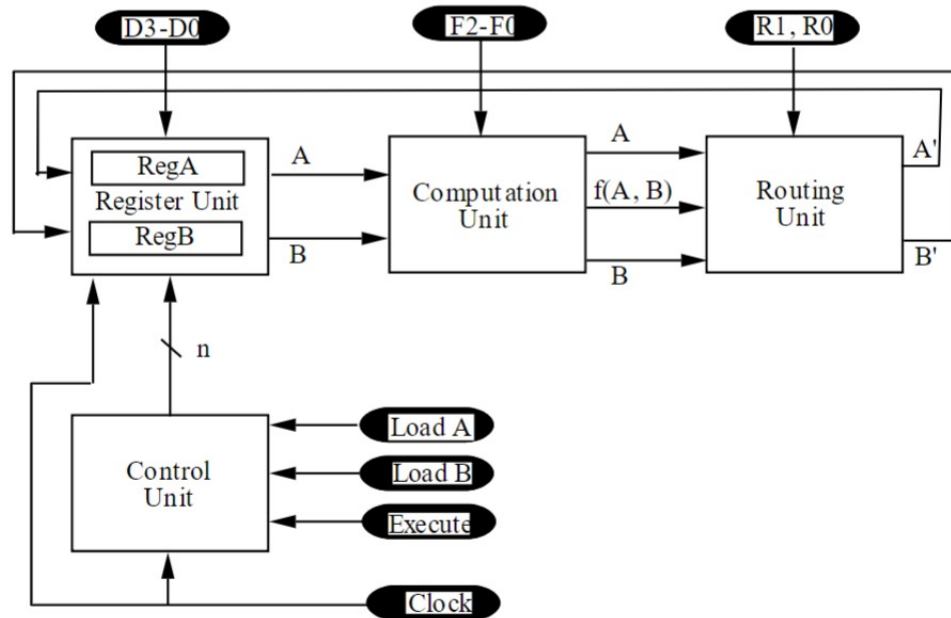 D3-D0
F2-F0
R1, R0
RegA
Register Unit
RegB
A
B
Computation
Unit
A
f(A, B)
B
Routing
Unit
A'
B'
n
Control
Unit
Load A
Load B
Execute
Clock